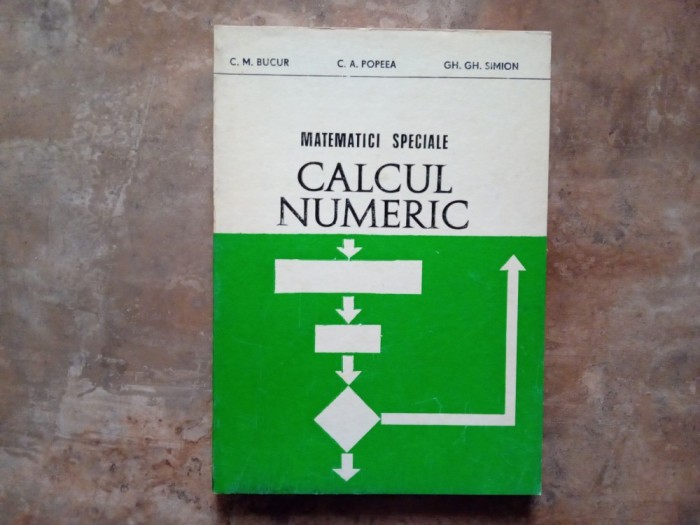 C. M. BUCUR C. A. POPEEA GH. GH. SIMION
MATEMATICI SPECIALE
CALCUL
NUMERIC